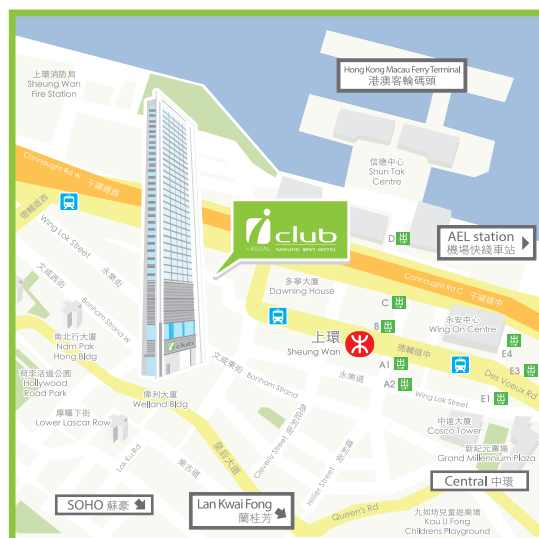 Hong Kong Macau Ferry Terminal
港澳客輪碼頭
上環消防局
Sheung Wan
Fire Station
信德中心
Shun Tak
Centre
Connaught Rd W 干諾道西
德輔道西
Wing Lok Street
永樂街
文咸西街
Bonham Strand W
iclub
by REGAL SHEUNG WAN HOTEL
D
AEL station
機場快綫車站
Connaught Rd C 干諾道中
多寧大廈
Dawning House
C
永安中心
Wing On Centre
B
上環
Sheung Wan
德輔道中
Des Voeux Rd
E4
E3
E1
A1
A2
永樂道
Wing Lok Street
南北行大廈
Nam Pak
Hong Bldg
荷李活道公園
Hollywood
Road Park
iclub
文咸東街
Bonham Strand
偉利大廈
Welland Bldg
摩囉下街
Lower Lascar Row
Lok Ku Rd
樂古道
皇后大道
Cleverly Street
Hillier Street
中遠大廈
Cosco Tower
新紀元廣場
Grand Millennium Plaza
Central 中環
SOHO 蘇豪
Lan Kwai Fong
蘭桂芳
Queen's Rd
九如坊兒童遊樂場
Kau U Fong
Childrens Playground